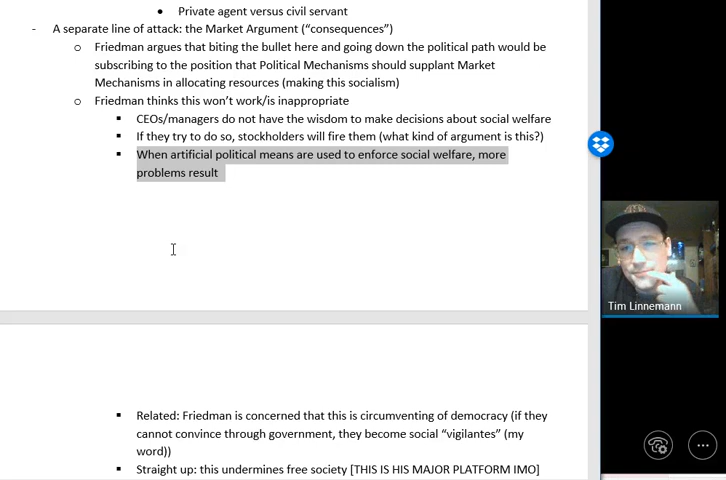 • Private agent versus civil servant
- A separate line of attack: the Market Argument (“consequences”)
o Friedman argues that biting the bullet here and going down the political path would be
subscribing to the position that Political Mechanisms should supplant Market
Mechanisms in allocating resources (making this socialism)
o Friedman thinks this won’t work/is inappropriate
▪ CEOs/managers do not have the wisdom to make decisions about social welfare
▪ If they try to do so, stockholders will fire them (what kind of argument is this?)
▪ When artificial political means are used to enforce social welfare, more
problems result
Tim Linnemann
▪ Related: Friedman is concerned that this is circumventing of democracy (if they
cannot convince through government, they become social “vigilantes” (my
word))
▪ Straight up: this undermines free society [THIS IS HIS MAJOR PLATFORM IMO]